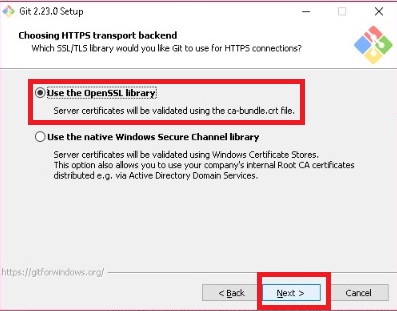 Git 2.23.0 Setup
Choosing HTTPS transport backend
Which SSL/TLS library would you like Git to use for HTTPS connections?
Use the OpenSSL library
Server certificates will be validated using the ca-bundle.crt file.
Use the native Windows Secure Channel library
Server certificates will be validated using Windows Certificate Stores.
This option also allows you to use your company's internal Root CA certificates
distributed e.g. via Active Directory Domain Services.
https://gitforwindows.org/
< Back
Next >
Cancel